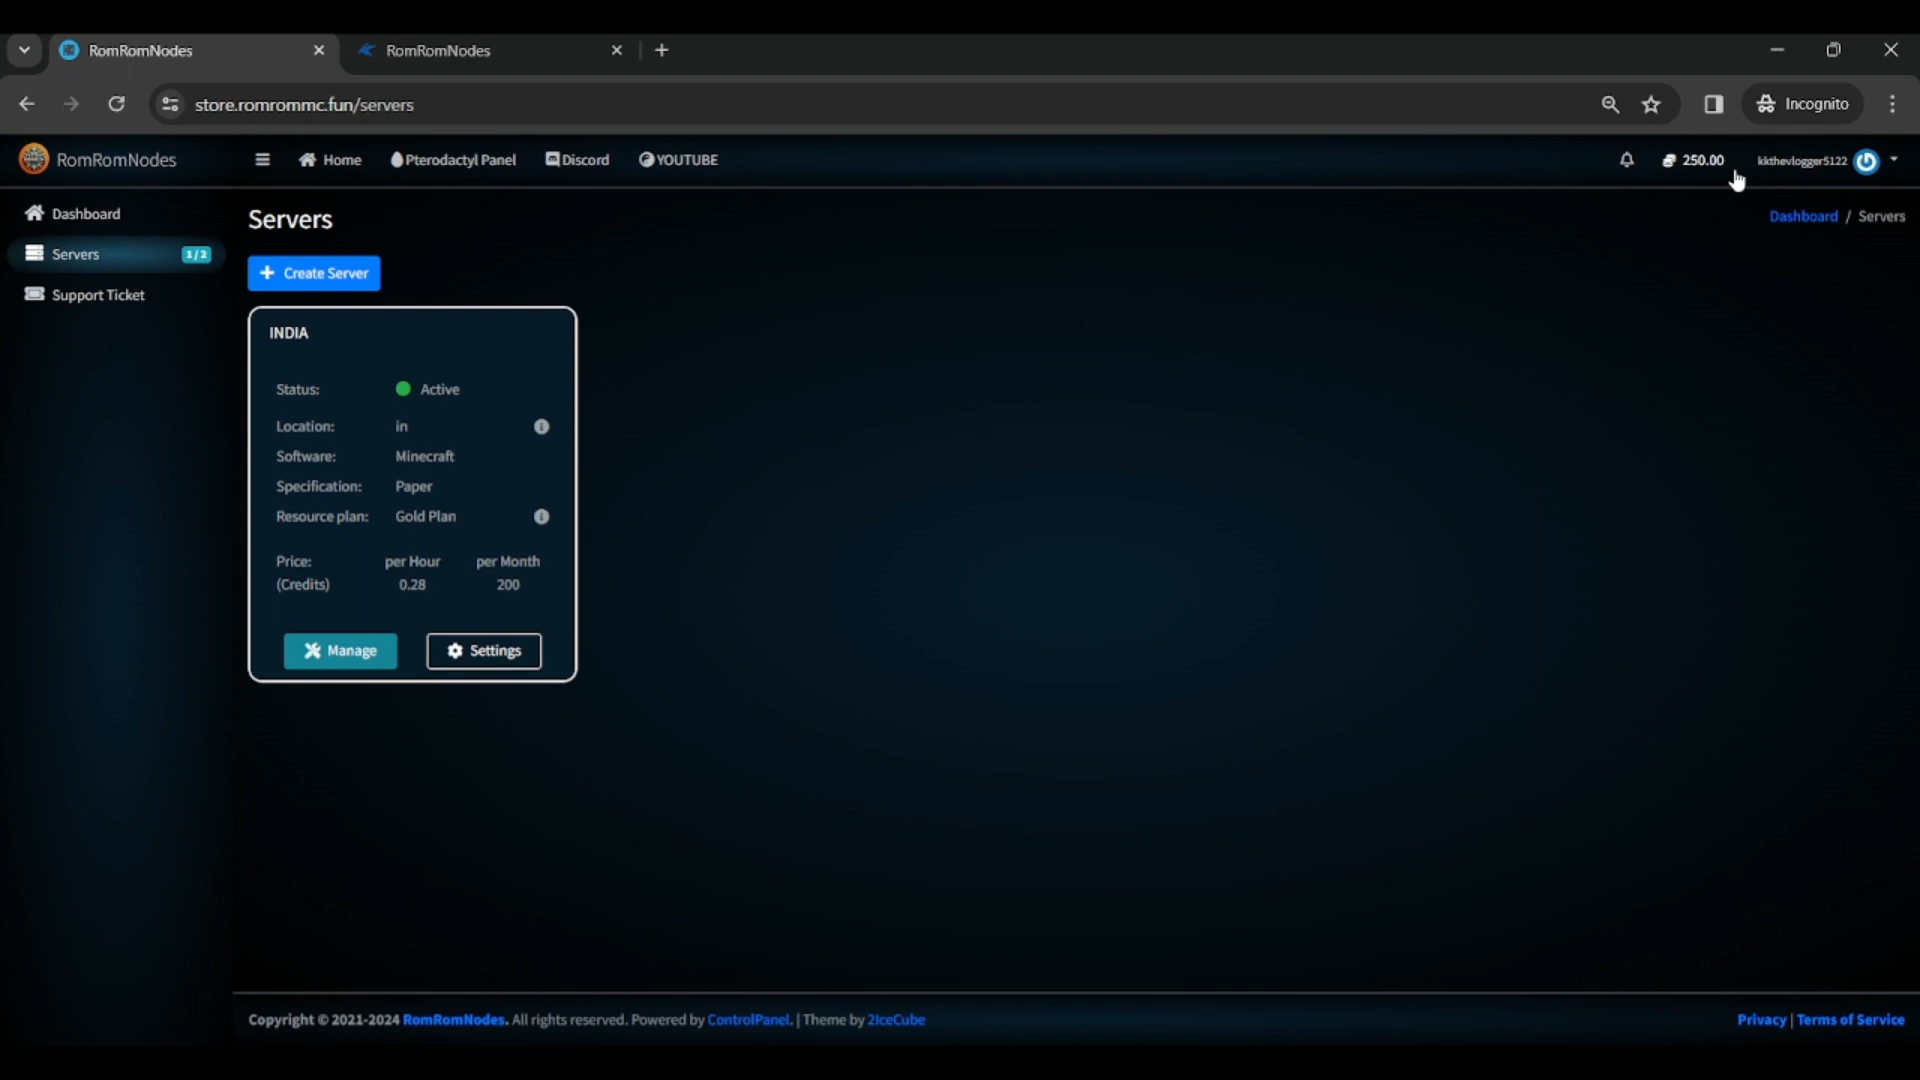 RomRomNodes
RomRomNodes
store.romrommc.fun/servers
Incognito
RomRomNodes
Home
Pterodactyl Panel
Discord
YOUTUBE
250.00
kkthevlogger5122
Dashboard
Servers
1/2
Support Ticket
Servers
Dashboard / Servers
+ Create Server
INDIA
Status: Active
Location: in
Software: Minecraft
Specification: Paper
Resource plan: Gold Plan
Price: per Hour per Month
(Credits) 0.28 200
Manage
Settings
Copyright © 2021-2024 RomRomNodes. All rights reserved. Powered by ControlPanel. | Theme by 2IceCube
Privacy | Terms of Service